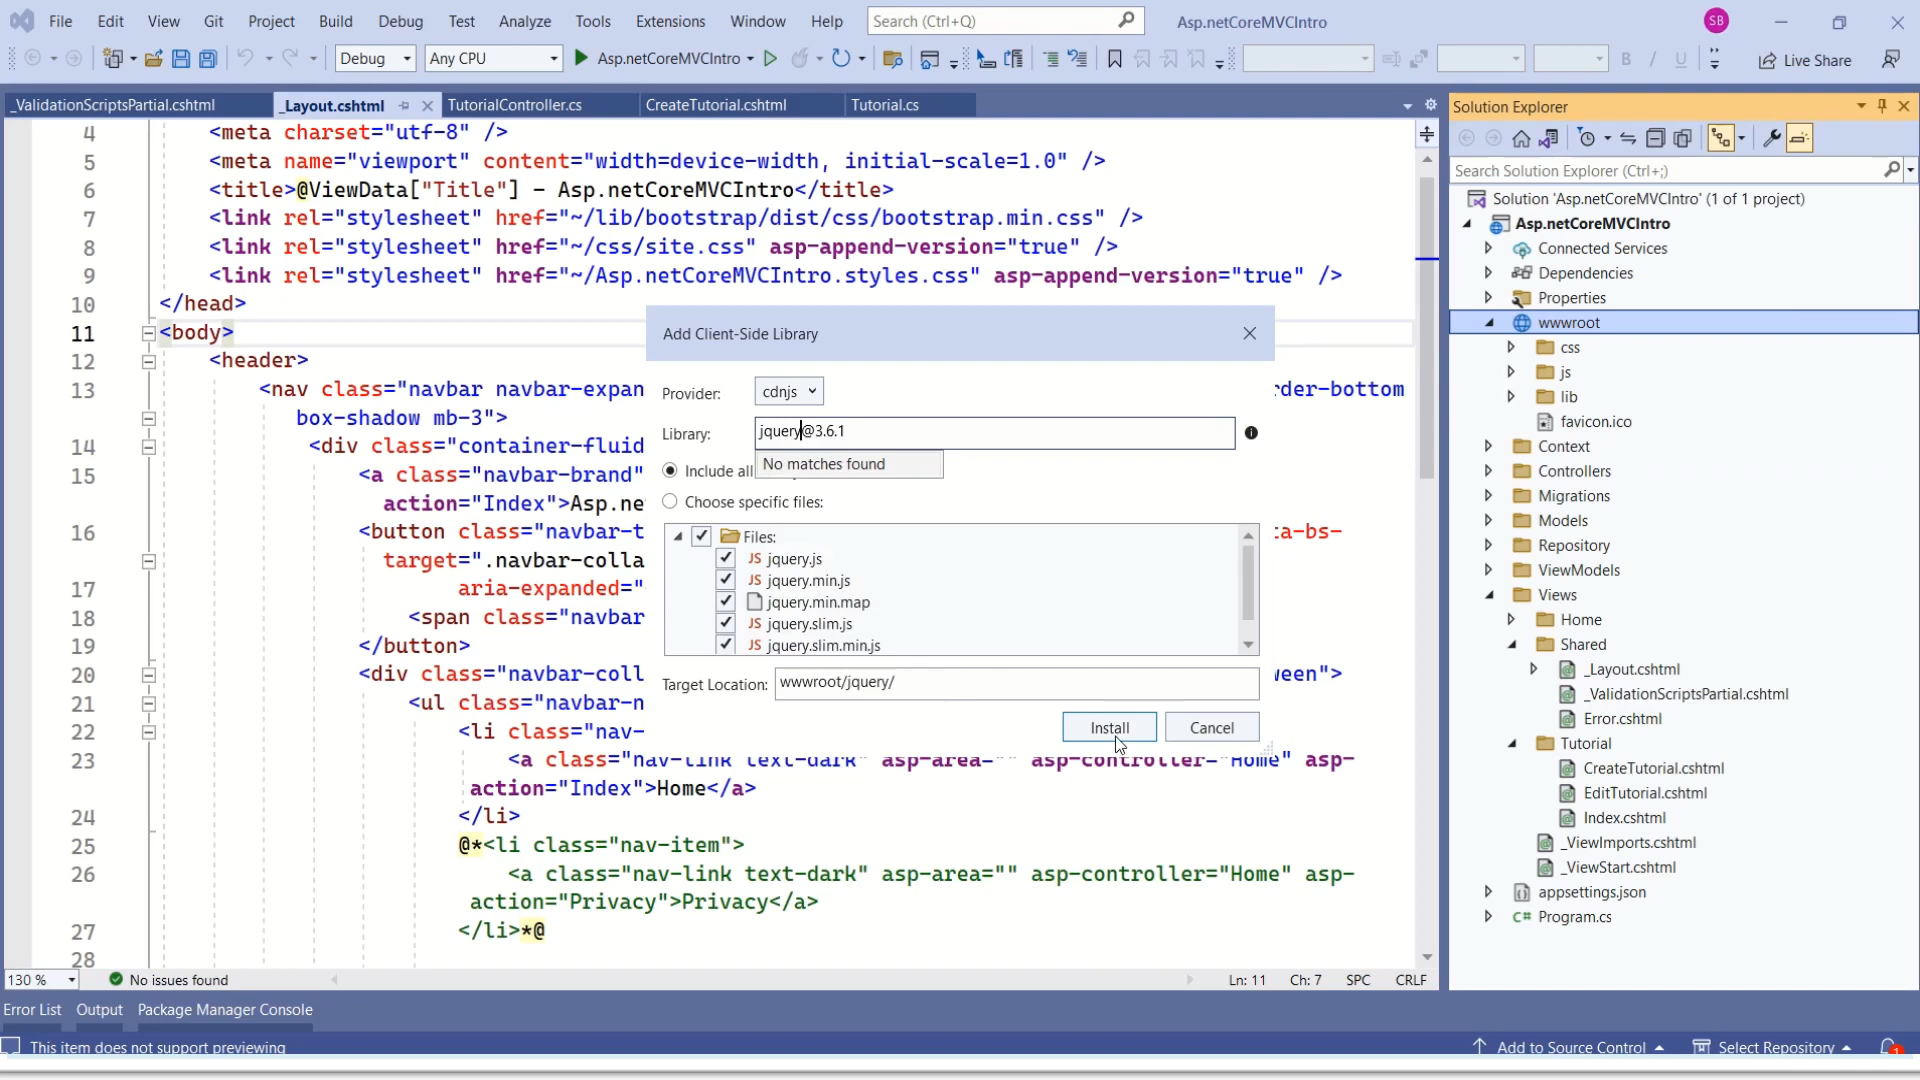 File Edit View Git Project Build Debug Test Analyze Tools Extensions Window Help Search (Ctrl+Q) Asp.netCoreMVCIntro SB
Debug Any CPU Asp.netCoreMVCIntro Live Share
_ValidationScriptsPartial.cshtml _Layout.cshtml TutorialController.cs CreateTutorial.cshtml Tutorial.cs
4 <meta charset="utf-8" />
5 <meta name="viewport" content="width=device-width, initial-scale=1.0" />
6 <title>@ViewData["Title"] - Asp.netCoreMVCIntro</title>
7 <link rel="stylesheet" href="~/lib/bootstrap/dist/css/bootstrap.min.css" />
8 <link rel="stylesheet" href="~/css/site.css" asp-append-version="true" />
9 <link rel="stylesheet" href="~/Asp.netCoreMVCIntro.styles.css" asp-append-version="true" />
10 </head>
11 <body>
12 <header>
13 <nav class="navbar navbar-expan rder-bottom
box-shadow mb-3">
14 <div class="container-fluid
15 <a class="navbar-brand"
action="Index">Asp.ne
16 <button class="navbar-t ta-bs-
target=".navbar-colla
17 aria-expanded="
18 <span class="navbar
19 </button>
20 <div class="navbar-coll ween">
21 <ul class="navbar-n
22 <li class="nav-
23 <a class="nav-link text-dark" asp-area="" asp-controller="Home" asp-
action="Index">Home</a>
24 </li>
25 @*<li class="nav-item">
26 <a class="nav-link text-dark" asp-area="" asp-controller="Home" asp-
action="Privacy">Privacy</a>
27 </li>*@
28
Add Client-Side Library
Provider: cdnjs
Library: jquery@3.6.1
No matches found
Include all
Choose specific files:
Files:
jquery.js
jquery.min.js
jquery.min.map
jquery.slim.js
jquery.slim.min.js
Target Location: wwwroot/jquery/
Install Cancel
Solution Explorer
Search Solution Explorer (Ctrl+;)
Solution 'Asp.netCoreMVCIntro' (1 of 1 project)
Asp.netCoreMVCIntro
Connected Services
Dependencies
Properties
wwwroot
css
js
lib
favicon.ico
Context
Controllers
Migrations
Models
Repository
ViewModels
Views
Home
Shared
_Layout.cshtml
_ValidationScriptsPartial.cshtml
Error.cshtml
Tutorial
CreateTutorial.cshtml
EditTutorial.cshtml
Index.cshtml
_ViewImports.cshtml
_ViewStart.cshtml
appsettings.json
C# Program.cs
130 % No issues found Ln: 11 Ch: 7 SPC CRLF
Error List Output Package Manager Console
This item does not support previewing Add to Source Control Select Repository 1